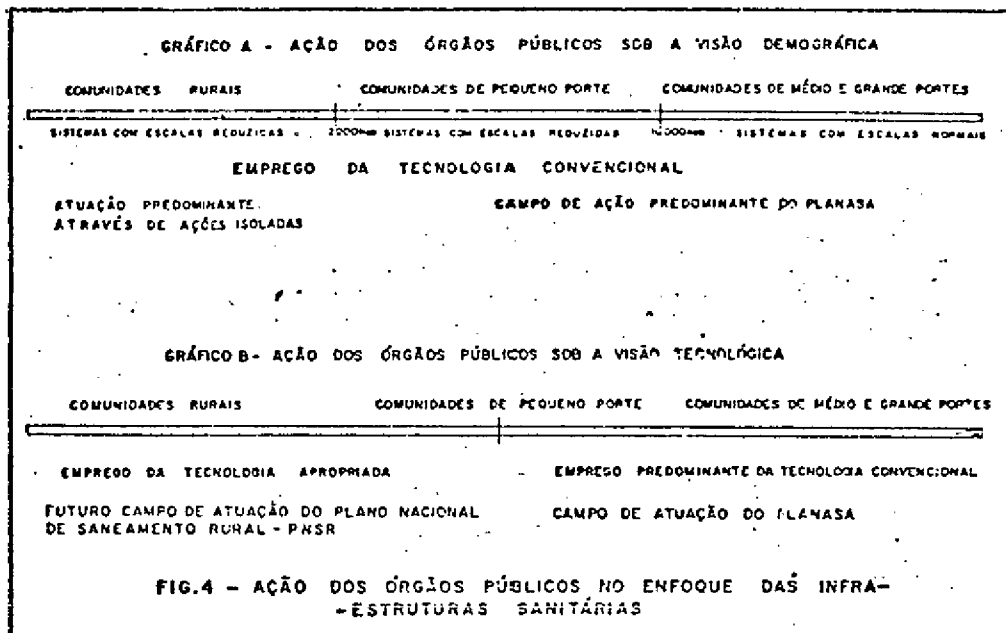 GRÁFICO A - AÇÃO DOS ÓRGÃOS PÚBLICOS SOB A VISÃO DEMOGRÁFICA
COMUNIDADES RURAIS COMUNIDADES DE PEQUENO PORTE COMUNIDADES DE MÉDIO E GRANDE PORTES
SISTEMAS COM ESCALAS REDUZIDAS SISTEMAS COM ESCALAS REDUZIDAS SISTEMAS COM ESCALAS NORMAIS
EMPREGO DA TECNOLOGIA CONVENCIONAL
ATUAÇÃO PREDOMINANTE CAMPO DE AÇÃO PREDOMINANTE DO PLANASA
ATRAVÉS DE AÇÕES ISOLADAS
GRÁFICO B - AÇÃO DOS ÓRGÃOS PÚBLICOS SOB A VISÃO TECNOLÓGICA
COMUNIDADES RURAIS COMUNIDADES DE PEQUENO PORTE COMUNIDADES DE MÉDIO E GRANDE PORTES
EMPREGO DA TECNOLOGIA APROPRIADA EMPREGO PREDOMINANTE DA TECNOLOGIA CONVENCIONAL
FUTURO CAMPO DE ATUAÇÃO DO PLANO NACIONAL CAMPO DE ATUAÇÃO DO PLANASA
DE SANEAMENTO RURAL - PNSR
FIG.4 - AÇÃO DOS ÓRGÃOS PÚBLICOS NO ENFOQUE DAS INFRA-
-ESTRUTURAS SANITÁRIAS